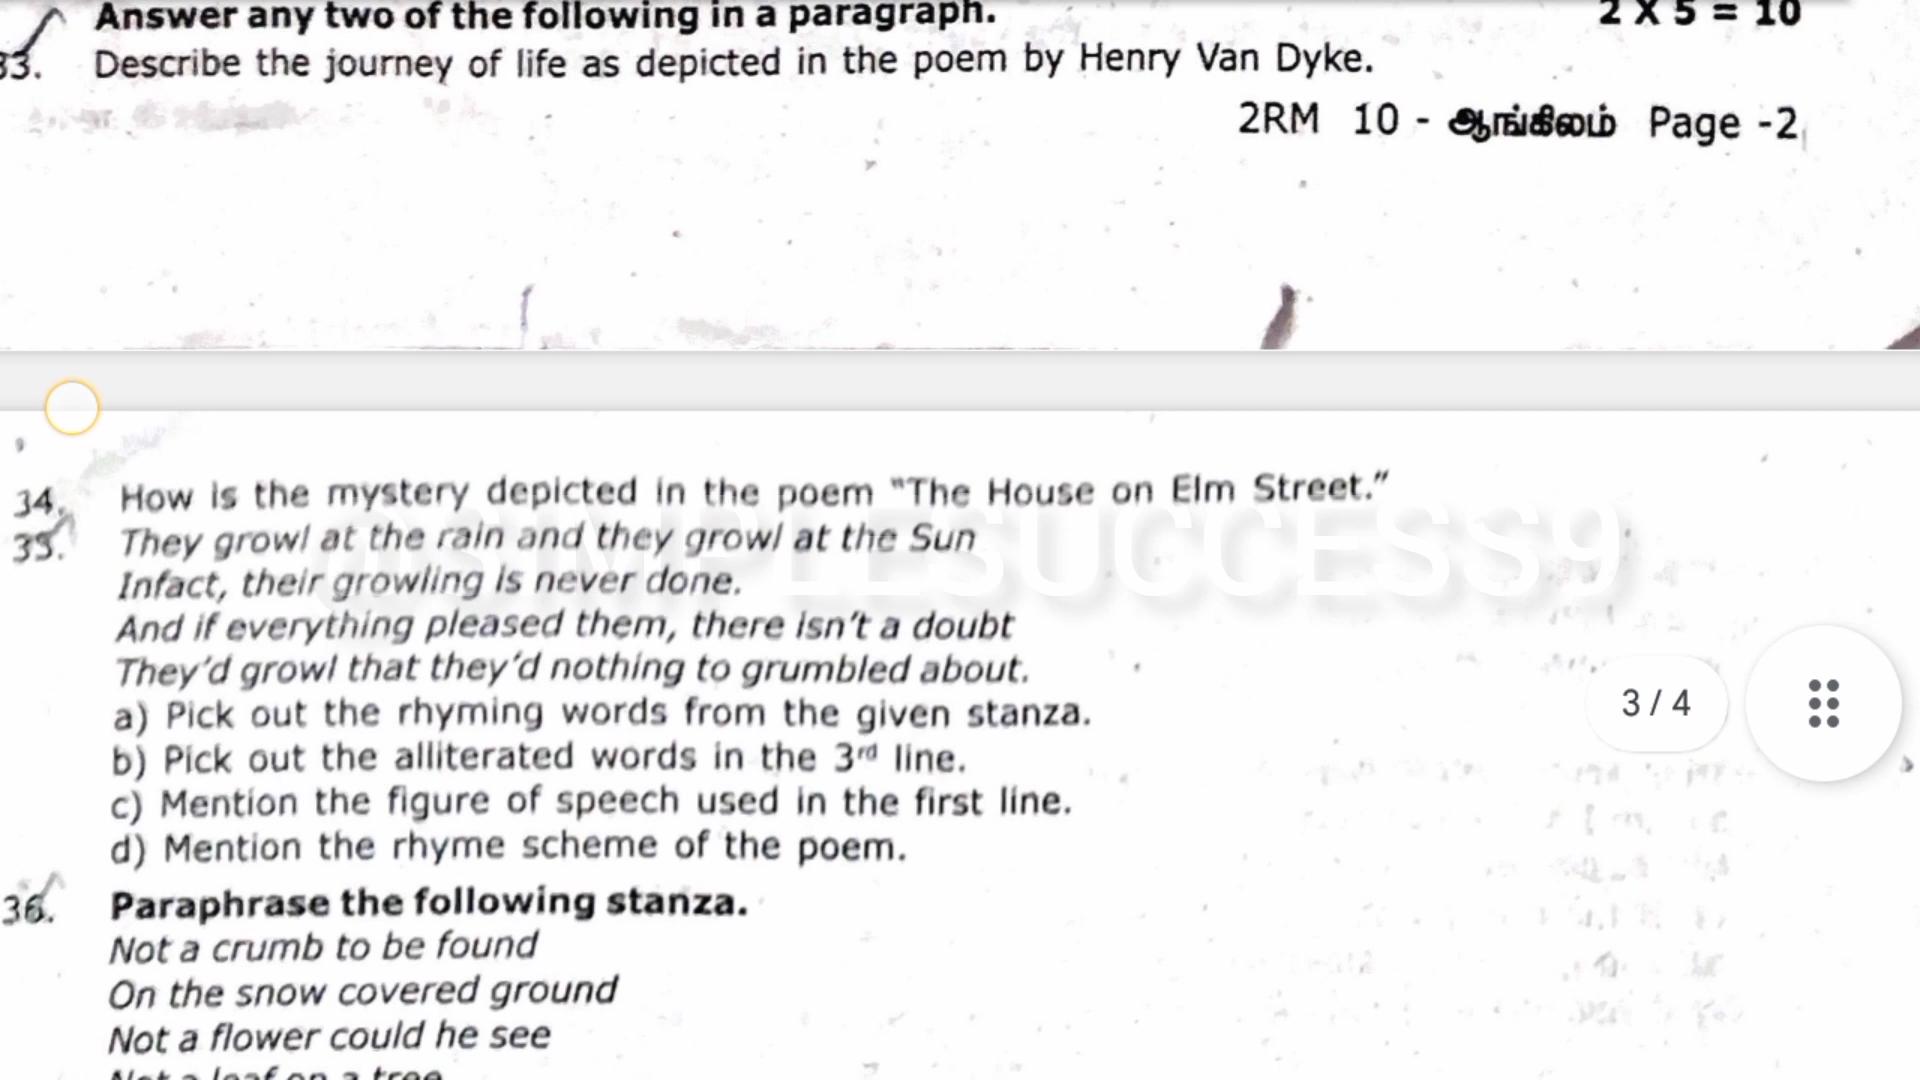 Answer any two of the following in a paragraph. 2 X 5 = 10
33. Describe the journey of life as depicted in the poem by Henry Van Dyke.
2RM 10 - ஆங்கிலம் Page -2
34. How is the mystery depicted in the poem "The House on Elm Street."
@SIMPLESUCCESS9
35. They growl at the rain and they growl at the Sun
Infact, their growling is never done.
And if everything pleased them, there isn't a doubt
They'd growl that they'd nothing to grumbled about.
a) Pick out the rhyming words from the given stanza.
3 / 4
b) Pick out the alliterated words in the 3rd line.
c) Mention the figure of speech used in the first line.
d) Mention the rhyme scheme of the poem.
36. Paraphrase the following stanza.
Not a crumb to be found
On the snow covered ground
Not a flower could he see
Not a leaf on a tree